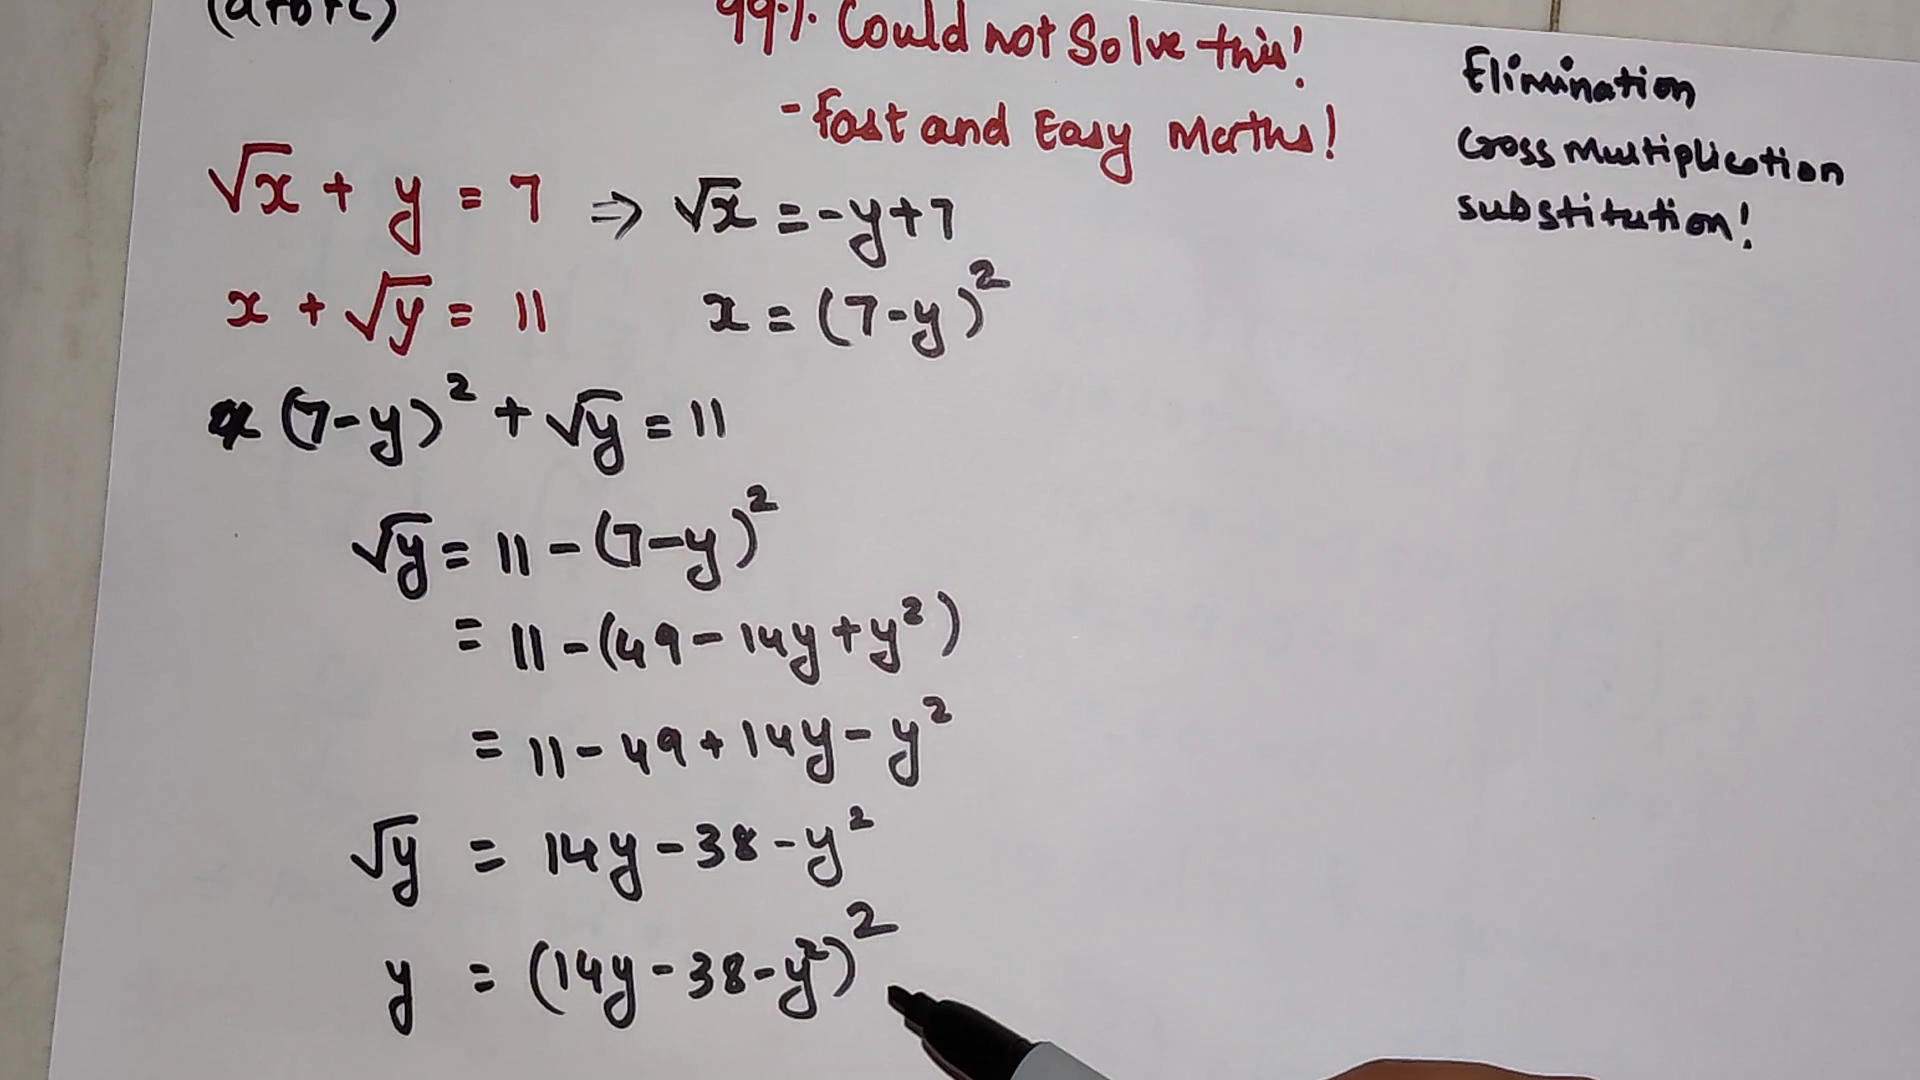 (a+b+c)
99% Could not Solve this!
- Fast and Easy Maths!
Elimination
Cross Multiplication
substitution!
√x + y = 7 ⇒ √x = -y+7
x + √y = 11 x = (7-y)²
(7-y)² + √y = 11
√y = 11 - (7-y)²
= 11 - (49 - 14y + y²)
= 11 - 49 + 14y - y²
√y = 14y - 38 - y²
y = (14y - 38 - y²)²